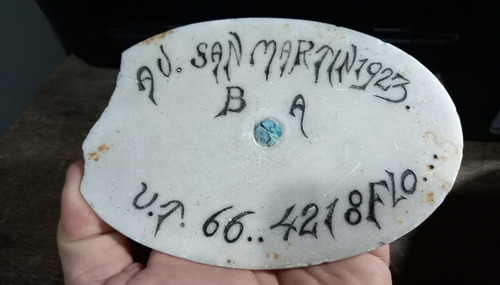 AV. SAN MARTIN 1923.
B A
U.T. 66..4218 FLO..